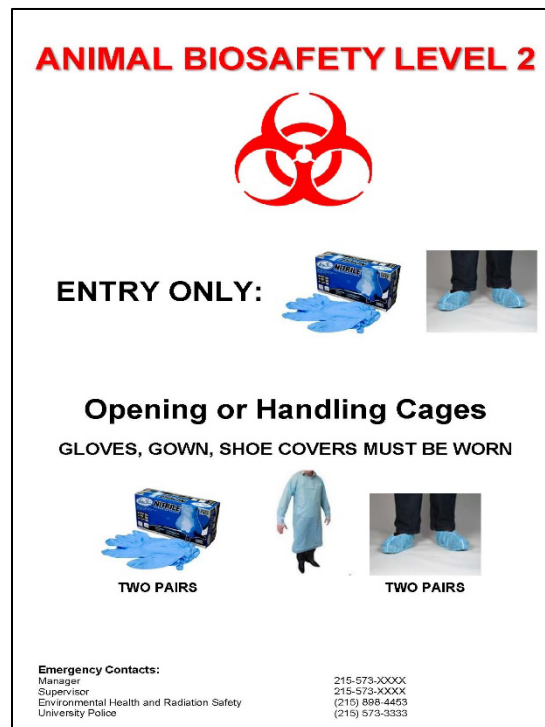 ANIMAL BIOSAFETY LEVEL 2
ENTRY ONLY:
NITRILE
Opening or Handling Cages
GLOVES, GOWN, SHOE COVERS MUST BE WORN
NITRILE
TWO PAIRS
TWO PAIRS
Emergency Contacts:
Manager 215-573-XXXX
Supervisor 215-573-XXXX
Environmental Health and Radiation Safety (215) 898-4453
University Police (215) 573-3333